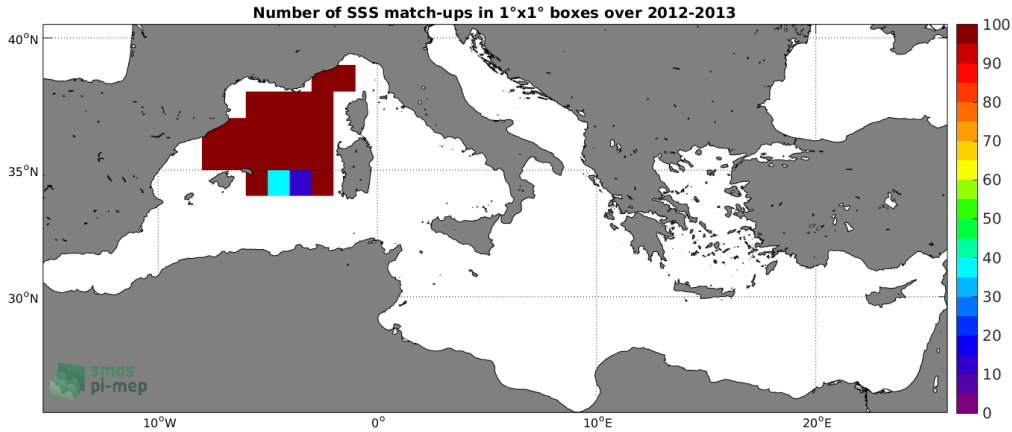 Number of SSS match-ups in 1°x1° boxes over 2012-2013
40°N
35°N
30°N
10°W
0°
10°E
20°E
100
90
80
70
60
50
40
30
20
10
0
smos
pi-mep